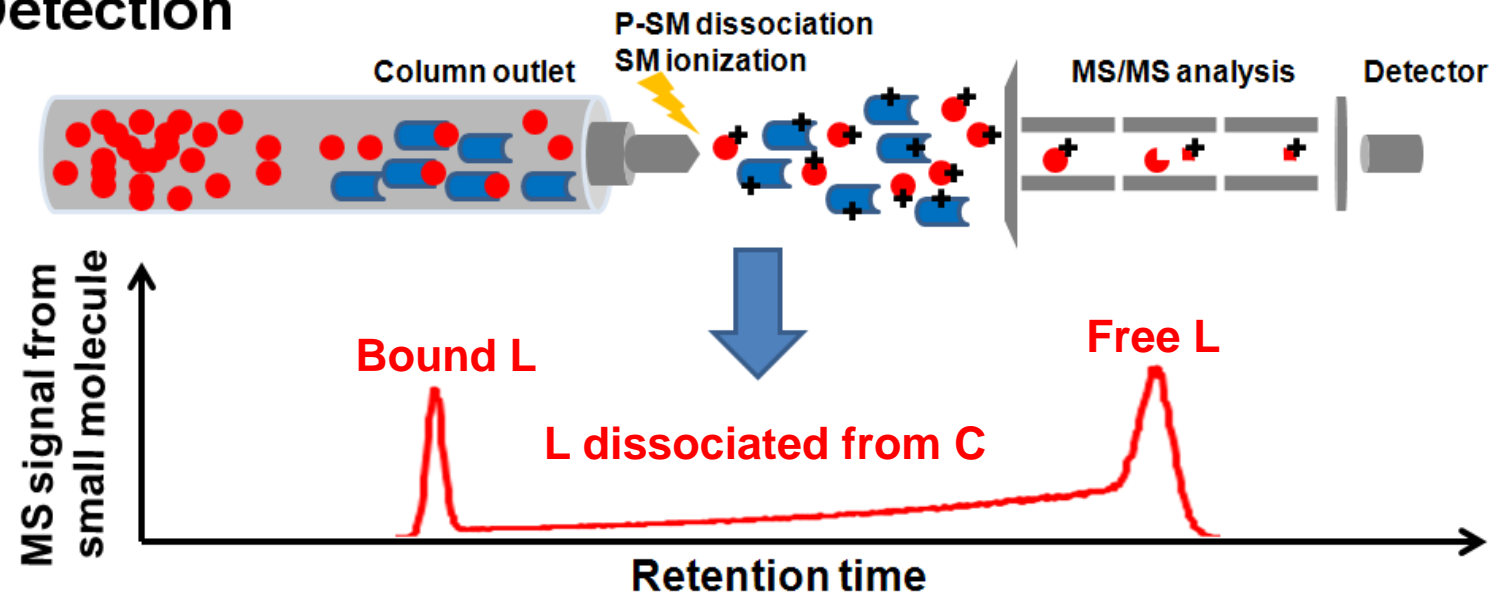 Detection
P-SM dissociation
SM ionization
Column outlet
MS/MS analysis
Detector
MS signal from
small molecule
Bound L
Free L
L dissociated from C
Retention time